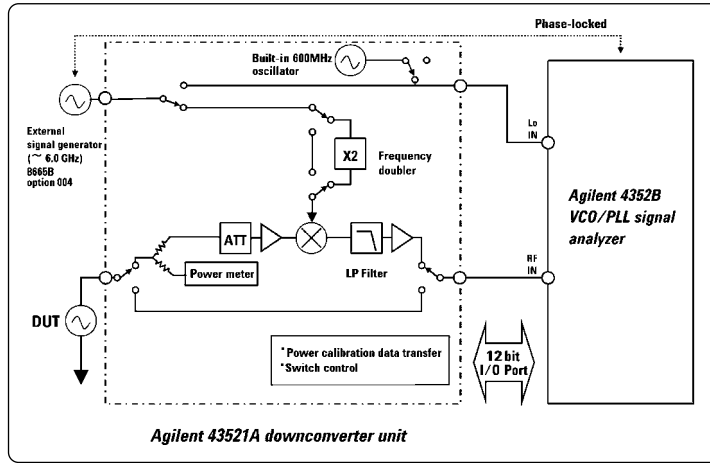 Phase-locked
Built-in 600MHz
oscillator
External
signal generator
(~ 6.0 GHz)
8665B
option 004
Lo
IN
X2
Frequency
doubler
Agilent 4352B
VCO/PLL signal
analyzer
ATT
Power meter
LP Filter
RF
IN
DUT
*Power calibration data transfer
*Switch control
12 bit
I/O Port
Agilent 43521A downconverter unit